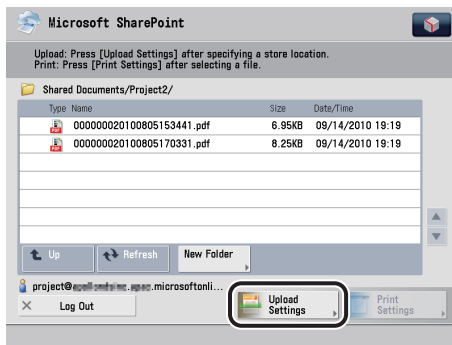 Microsoft SharePoint
Upload: Press [Upload Settings] after specifying a store location.
Print: Press [Print Settings] after selecting a file.
Shared Documents/Project2/
Type Name Size Date/Time
000000020100805153441.pdf 6.95KB 09/14/2010 19:19
000000020100805170331.pdf 8.25KB 09/14/2010 19:19
Up Refresh New Folder
project@ .microsoftonli...
Log Out
Upload
Settings
Print
Settings